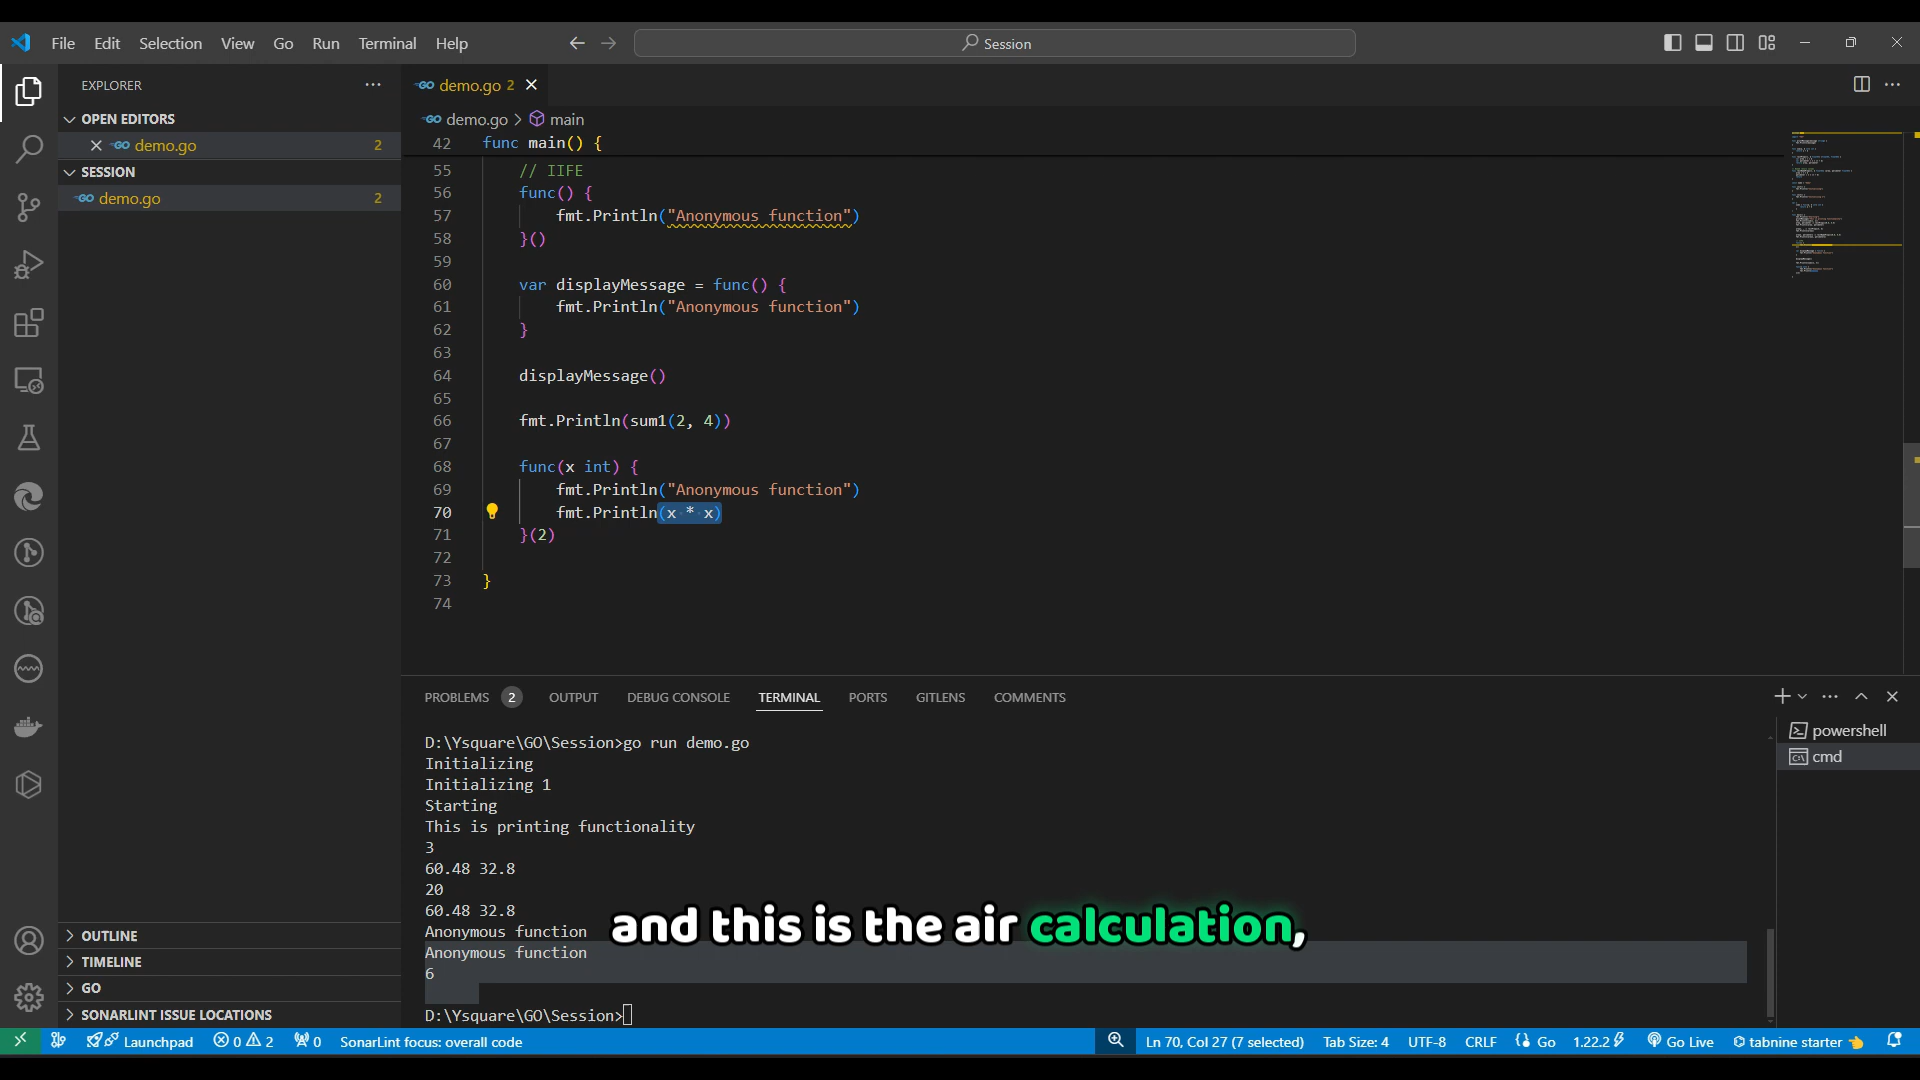 File Edit Selection View Go Run Terminal Help
Session
EXPLORER
OPEN EDITORS
demo.go 2
SESSION
demo.go 2
OUTLINE
TIMELINE
GO
SONARLINT ISSUE LOCATIONS
demo.go 2
demo.go > main
42 func main() {
55 // IIFE
56 func() {
57 fmt.Println("Anonymous function")
58 }()
59
60 var displayMessage = func() {
61 fmt.Println("Anonymous function")
62 }
63
64 displayMessage()
65
66 fmt.Println(sum1(2, 4))
67
68 func(x int) {
69 fmt.Println("Anonymous function")
70 fmt.Println(x * x)
71 }(2)
72
73 }
74
PROBLEMS 2 OUTPUT DEBUG CONSOLE TERMINAL PORTS GITLENS COMMENTS
powershell
cmd
D:\Ysquare\GO\Session>go run demo.go
Initializing
Initializing 1
Starting
This is printing functionality
3
60.48 32.8
20
60.48 32.8
Anonymous function
Anonymous function
6
D:\Ysquare\GO\Session>
and this is the air calculation,
Launchpad 0 2 0 SonarLint focus: overall code Ln 70, Col 27 (7 selected) Tab Size: 4 UTF-8 CRLF Go 1.22.2 Go Live tabnine starter